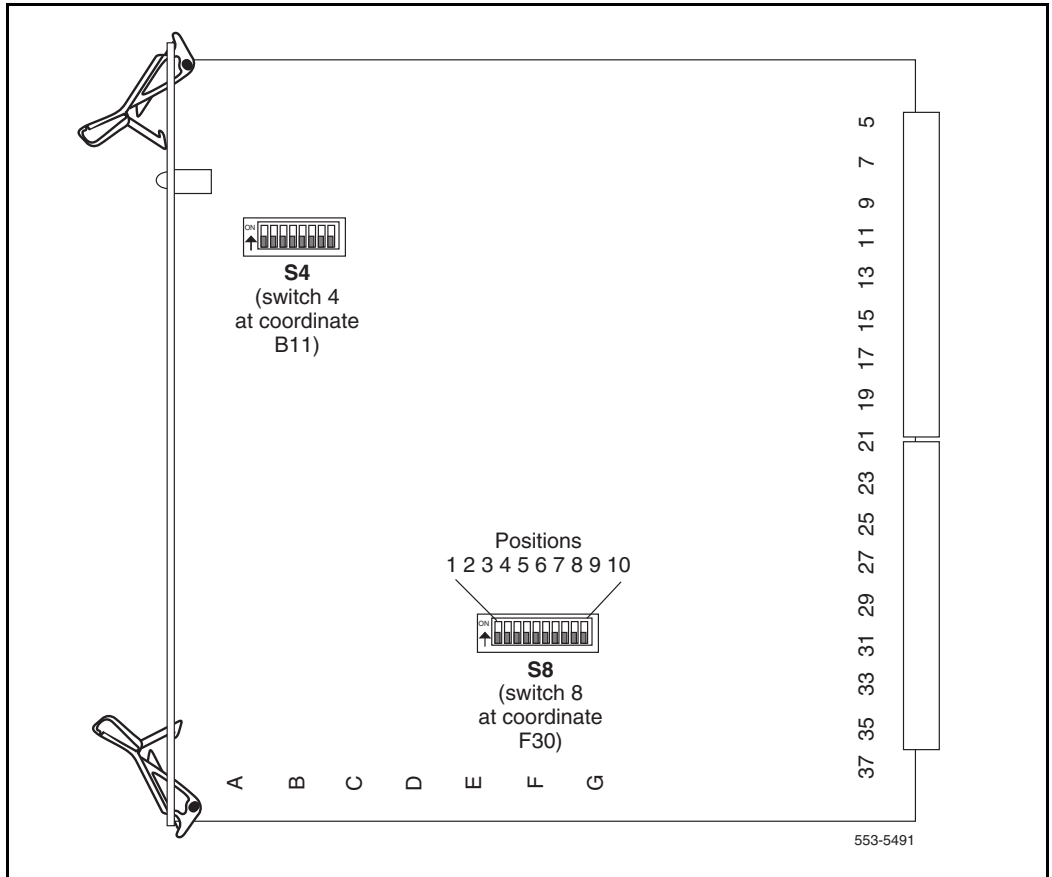 5
7
9
11
13
15
17
19
21
23
25
27
29
31
33
35
37
ON
S4
(switch 4
at coordinate
B11)
Positions
1 2 3 4 5 6 7 8 9 10
ON
S8
(switch 8
at coordinate
F30)
A B C D E F G
553-5491